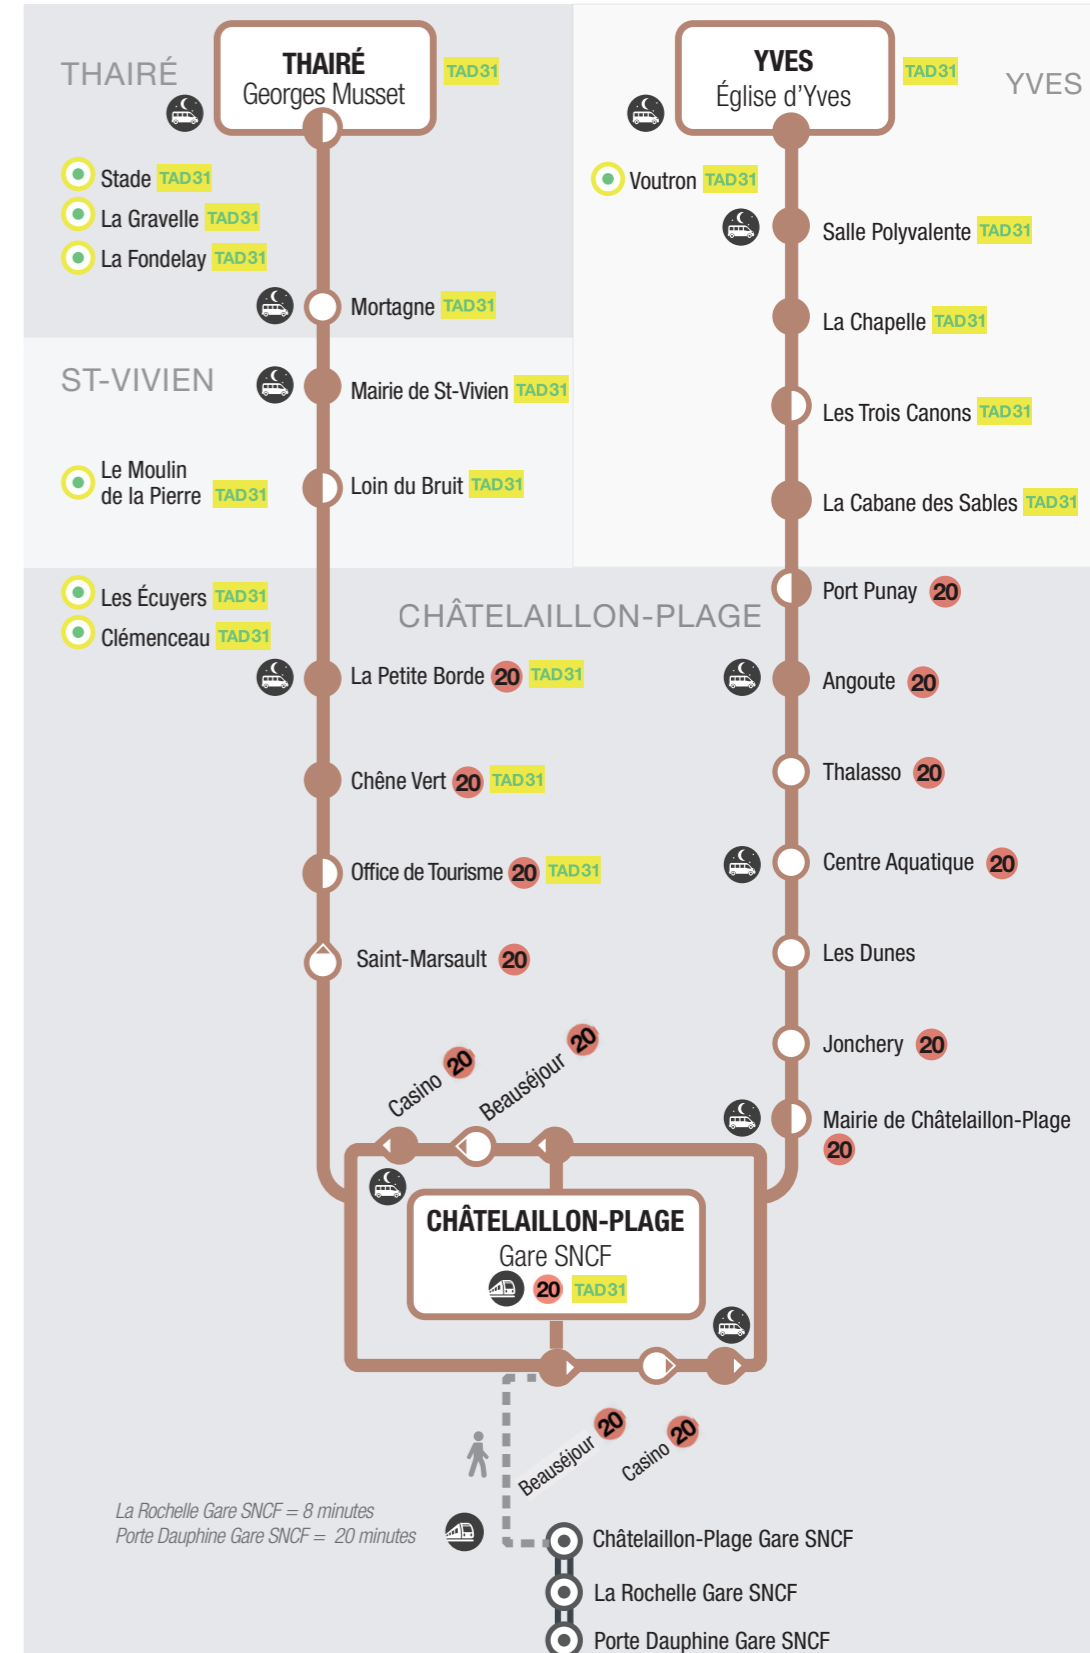 THAIRÉ
THAIRÉ
Georges Musset
TAD31
Stade TAD31
La Gravelle TAD31
La Fondelay TAD31
Mortagne TAD31
ST-VIVIEN
Mairie de St-Vivien TAD31
Le Moulin
de la Pierre TAD31
Loin du Bruit TAD31
YVES
Église d'Yves
TAD31
YVES
Voutron TAD31
Salle Polyvalente TAD31
La Chapelle TAD31
Les Trois Canons TAD31
La Cabane des Sables TAD31
CHÂTELAILLON-PLAGE
Les Écuyers TAD31
Clémenceau TAD31
La Petite Borde 20 TAD31
Chêne Vert 20 TAD31
Office de Tourisme 20 TAD31
Saint-Marsault 20
Port Punay 20
Angoute 20
Thalasso 20
Centre Aquatique 20
Les Dunes
Jonchery 20
Mairie de Châtelaillon-Plage
20
Casino 20
Beauséjour 20
CHÂTELAILLON-PLAGE
Gare SNCF
20 TAD31
Beauséjour 20
Casino 20
La Rochelle Gare SNCF = 8 minutes
Porte Dauphine Gare SNCF = 20 minutes
Châtelaillon-Plage Gare SNCF
La Rochelle Gare SNCF
Porte Dauphine Gare SNCF